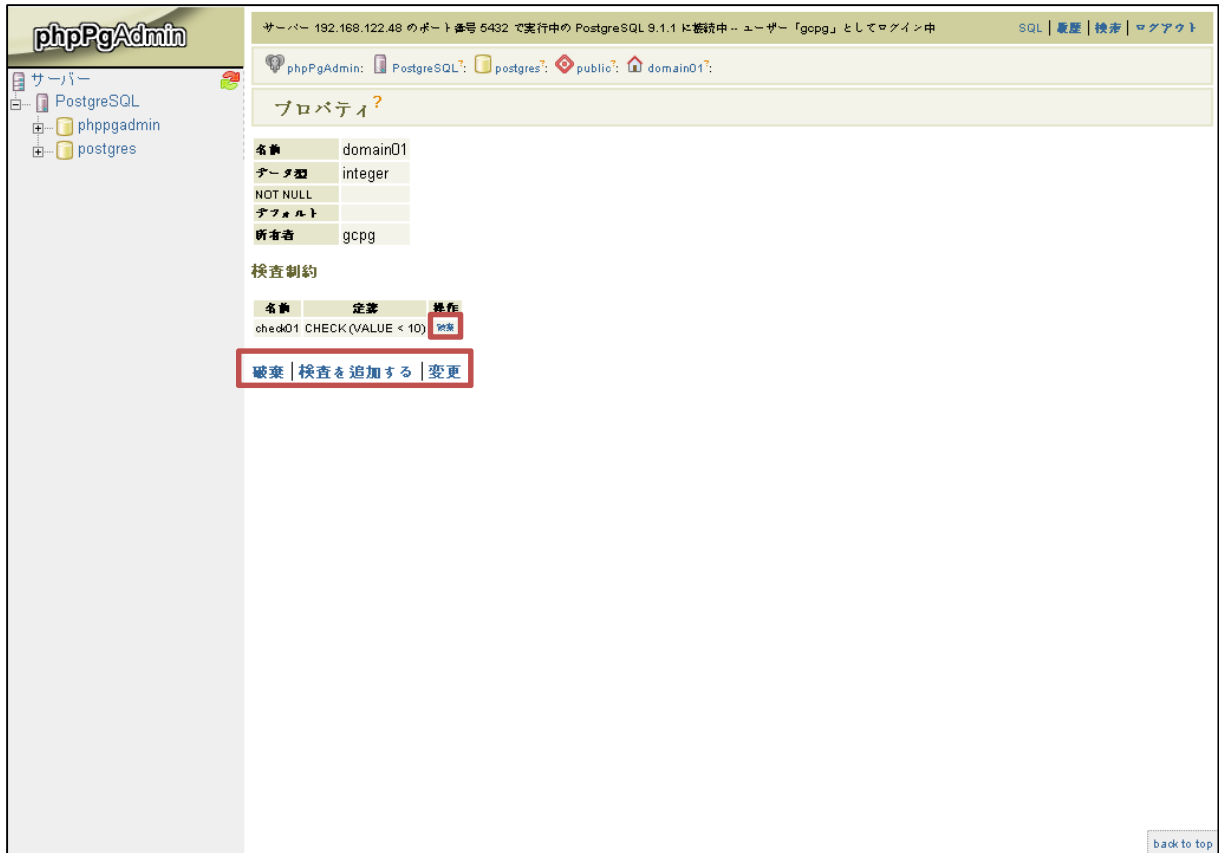 phpPgAdmin
サーバー
PostgreSQL
phppgadmin
postgres
サーバー 192.168.122.48 のポート番号 5432 で実行中の PostgreSQL 9.1.1 に接続中 -- ユーザー「gcpg」としてログイン中
SQL | 履歴 | 検索 | ログアウト
phpPgAdmin: PostgreSQL?: postgres?: public?: domain01?:
プロパティ?
名前 domain01
データ型 integer
NOT NULL
デフォルト
所有者 gcpg
検査制約
名前 定義 操作
check01 CHECK (VALUE < 10) 破棄
破棄 | 検査を追加する | 変更
back to top